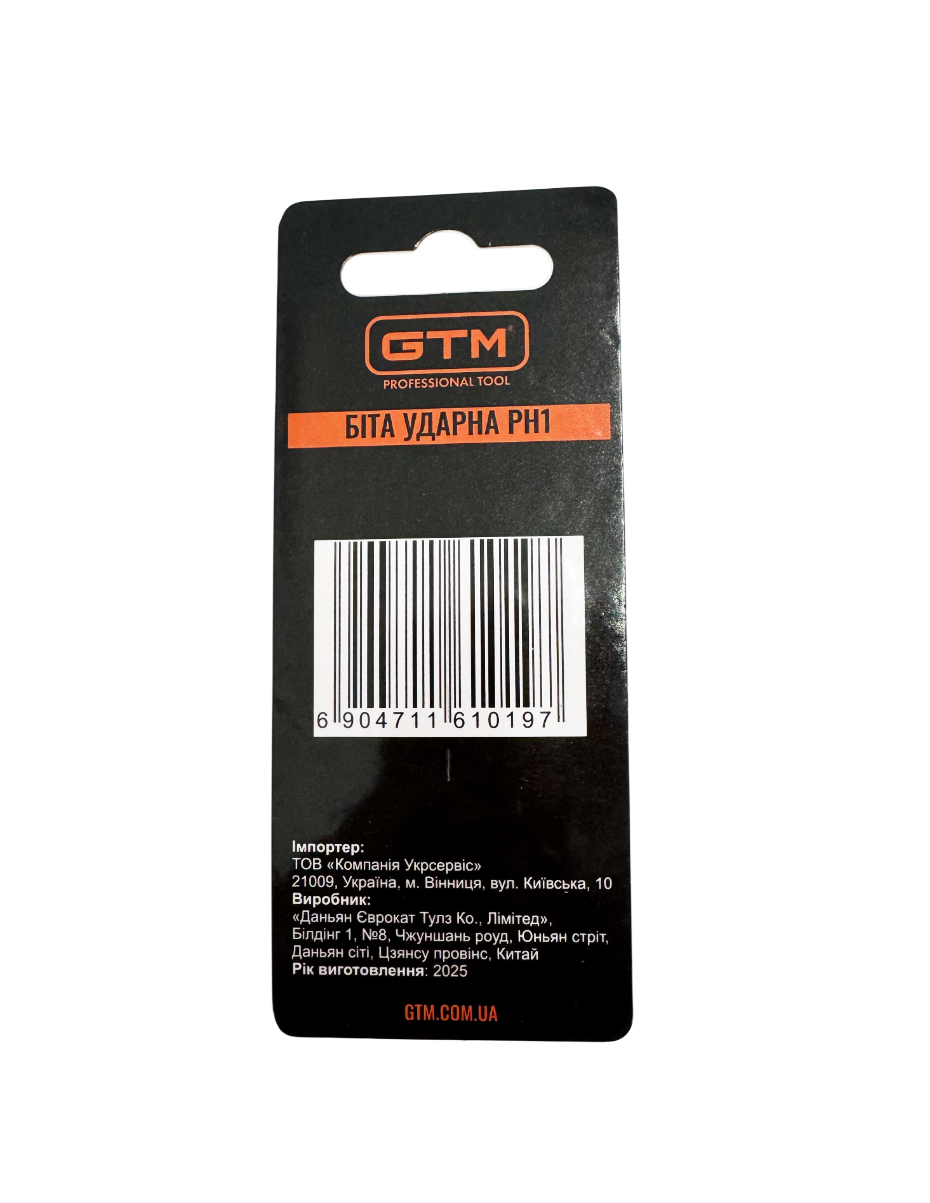 GTM
PROFESSIONAL TOOL
БІТА УДАРНА PH1
6 904711 610197
Імпортер:
ТОВ «Компанія Укрсервіс»
21009, Україна, м. Вінниця, вул. Київська, 10
Виробник:
«Даньян Єврокат Тулз Ко., Лімітед»,
Білдінг 1, №8, Чжуншань роуд, Юньян стріт,
Даньян сіті, Цзянсу провінс, Китай
Рік виготовлення: 2025
GTM.COM.UA